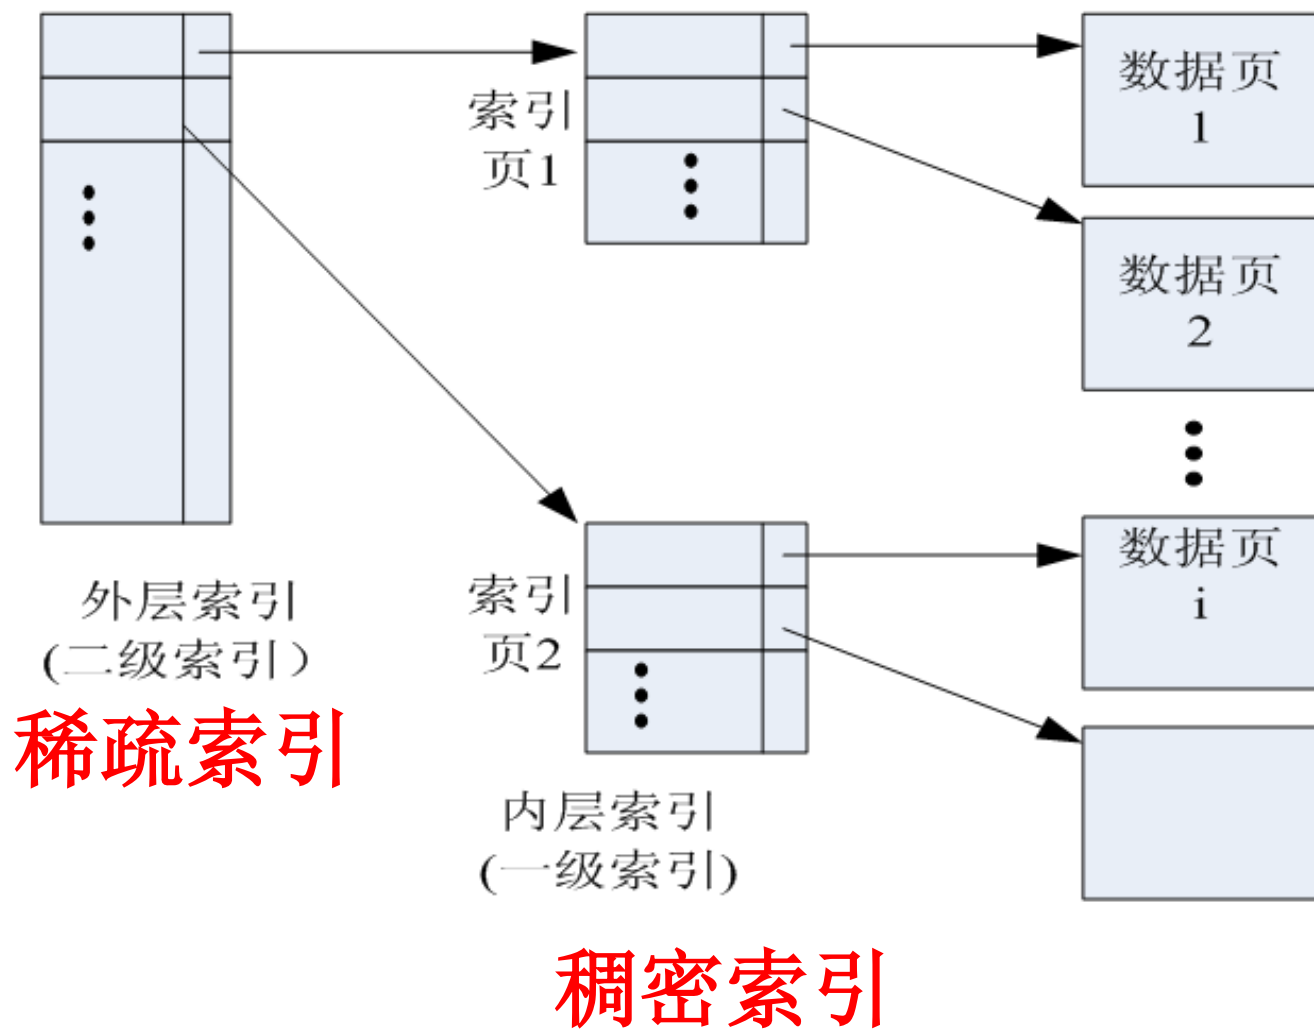 索引
页1
数据页
1
数据页
2
外层索引
(二级索引）
稀疏索引
索引
页2
数据页
i
内层索引
(一级索引)
稠密索引